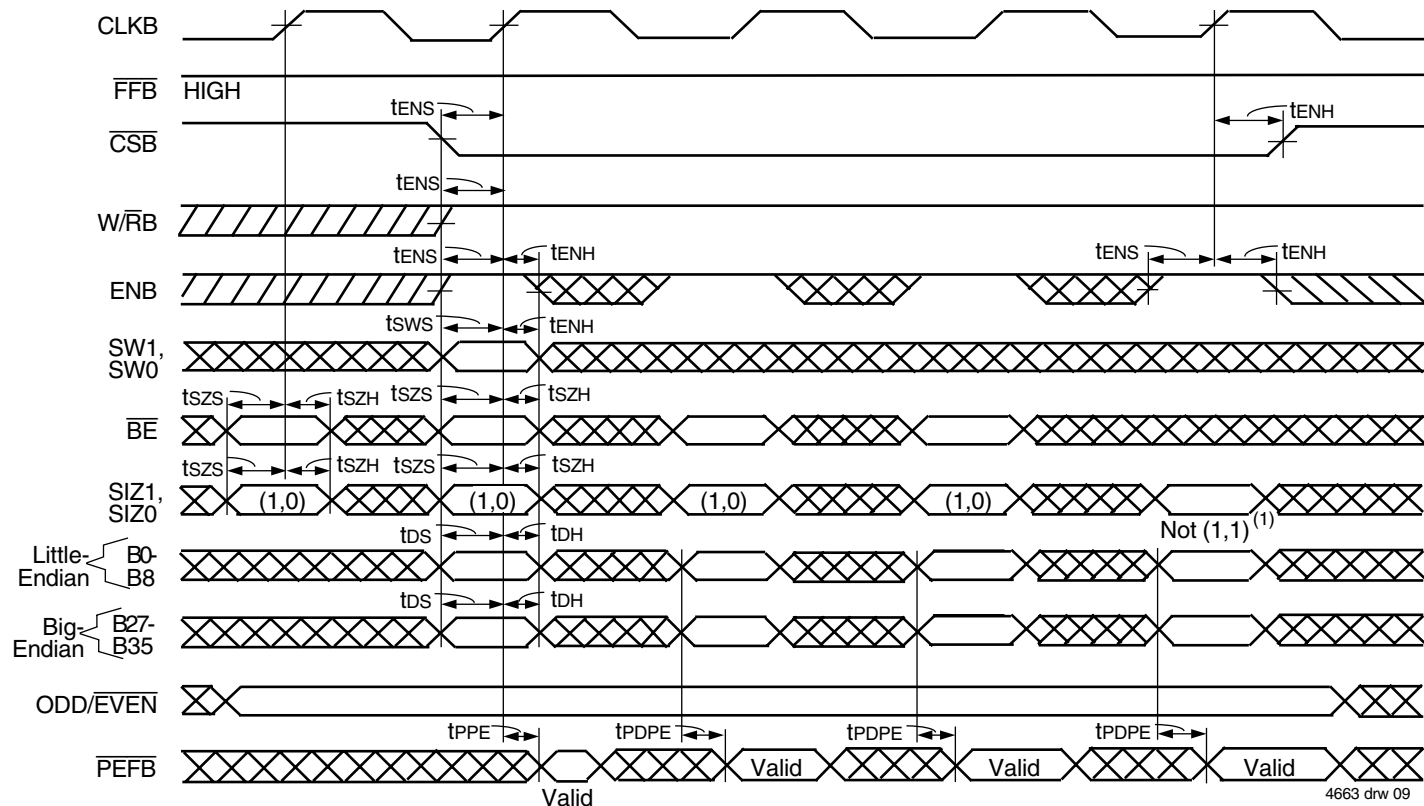 CLKB
FFB HIGH
tENS tENH
CSB
tENS
W/RB
tENS tENH tENS tENH
ENB
tSWS tENH
SW1,
SW0
tSZS tSZH tSZS tSZH
BE
tSZS tSZH tSZS tSZH
SIZ1,
SIZ0
(1,0) (1,0) (1,0) (1,0)
Not (1,1) (1)
tDS tDH
Little-
Endian
B0-
B8
tDS tDH
Big-
Endian
B27-
B35
ODD/EVEN
tPPE tPDPE tPDPE tPDPE
PEFB
Valid Valid Valid Valid
4663 drw 09